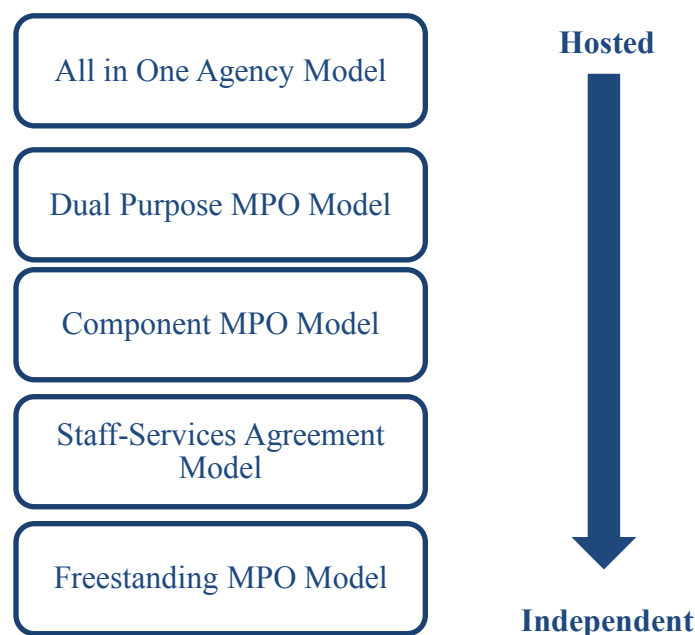 All in One Agency Model
Hosted
Dual Purpose MPO Model
Component MPO Model
Staff-Services Agreement
Model
Freestanding MPO Model
Independent